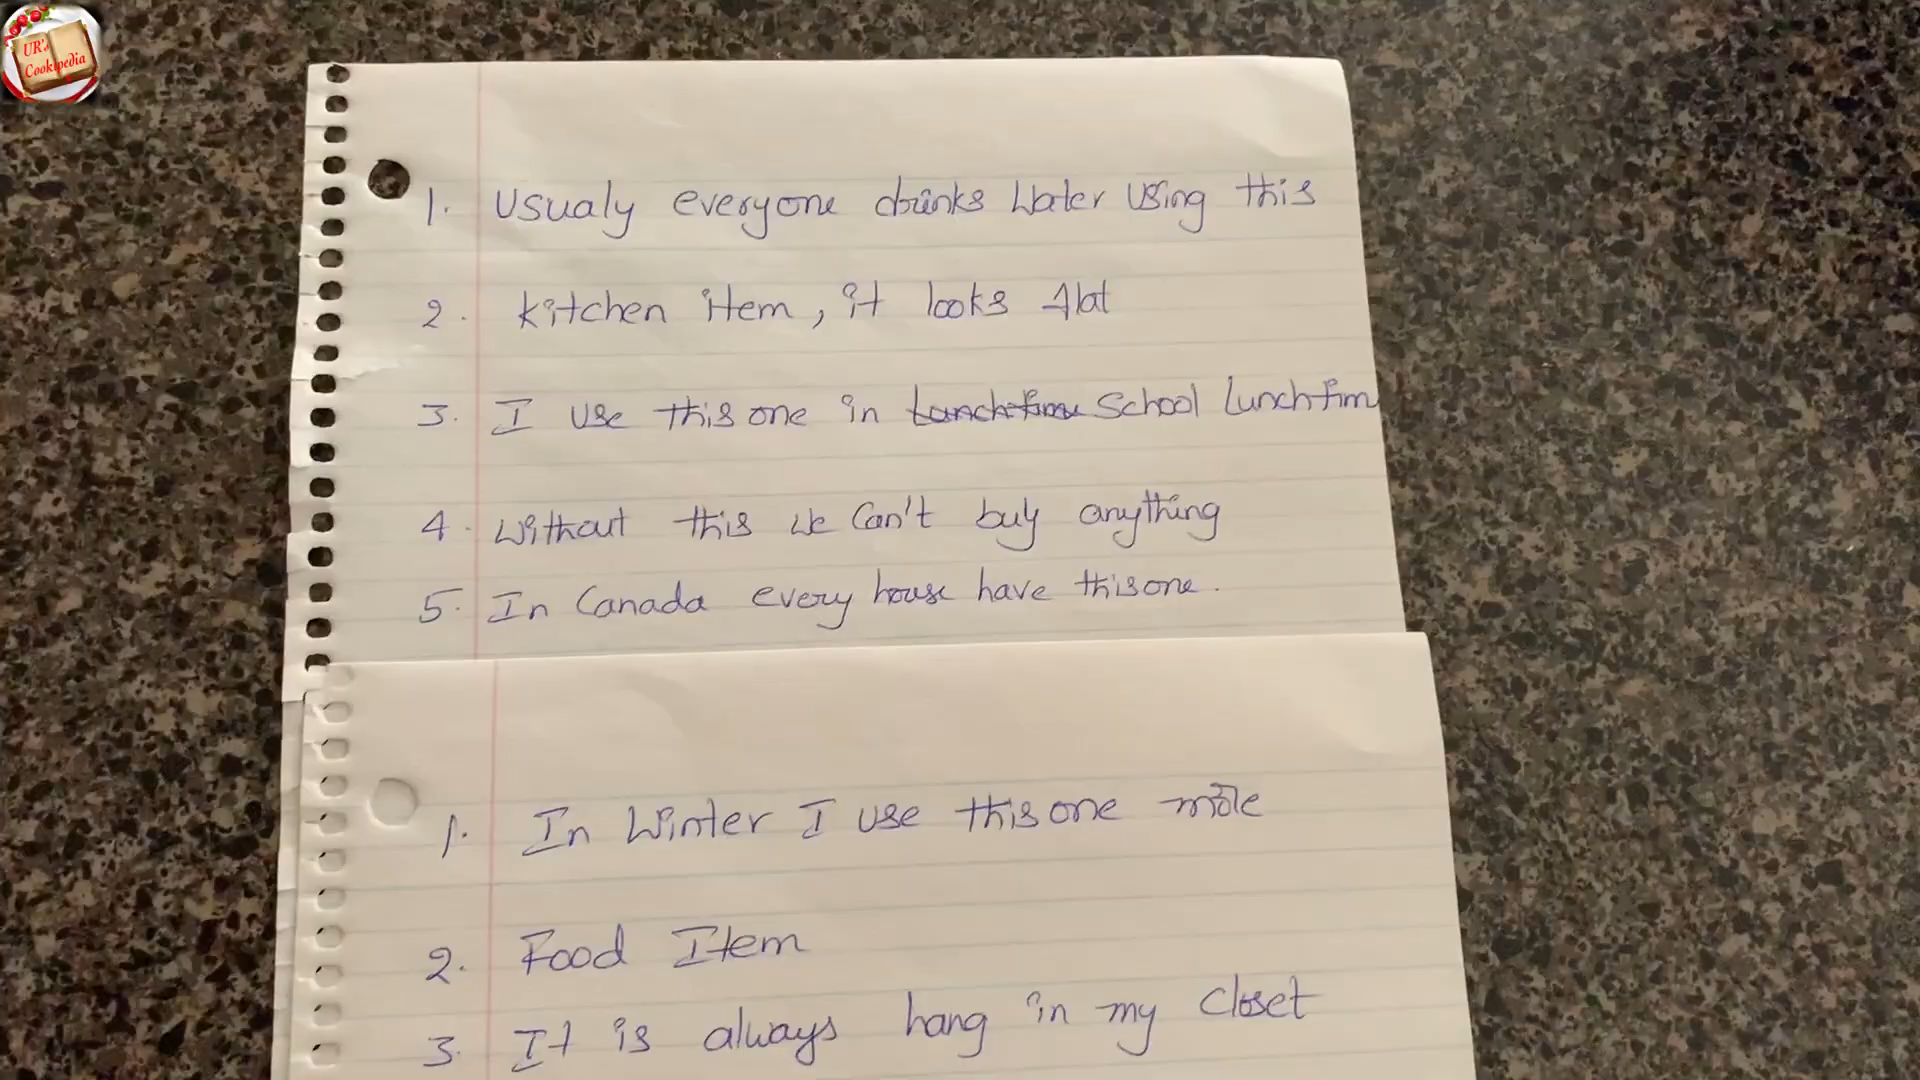 UR's
Cookipedia
1. Usualy everyone drinks Water Using this
2. Kitchen item, it looks flat
3. I use this one in Lunchtime School Lunchtim
4. Without this we Can't buy anything
5. In Canada every house have this one.
1. In Winter I use this one more
2. Food Item
3. It is always hang in my closet